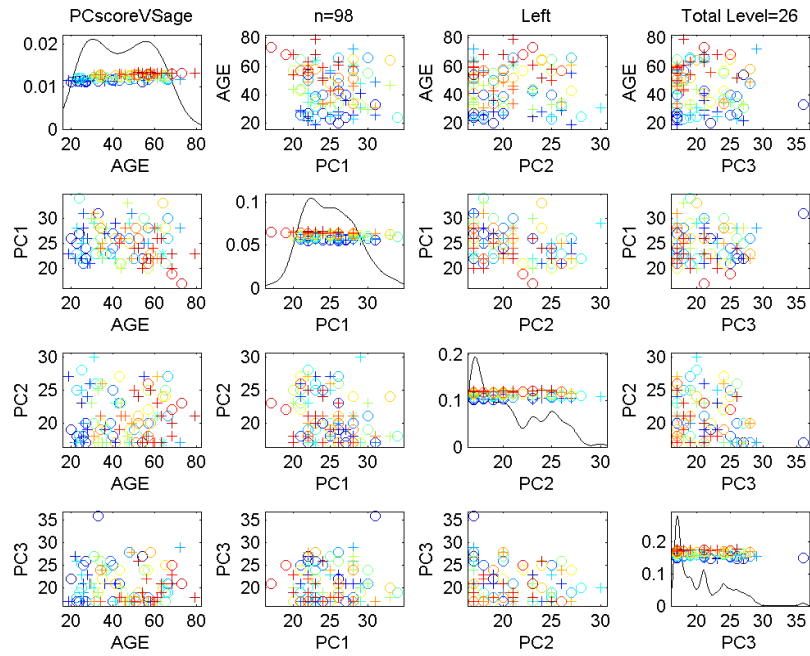 PCscoreVSage n=98 Left Total Level=26
0.02 0.01 0
20 40 60 80
AGE
AGE 80 60 40 20
20 25 30
PC1
AGE 80 60 40 20
20 25 30
PC2
AGE 80 60 40 20
20 25 30 35
PC3
PC1 30 25 20
20 40 60 80
AGE
0.1 0.05 0
20 25 30
PC1
PC1 30 25 20
20 25 30
PC2
PC1 30 25 20
20 25 30 35
PC3
PC2 30 25 20
20 40 60 80
AGE
PC2 30 25 20
20 25 30
PC1
0.2 0.1 0
20 25 30
PC2
PC2 30 25 20
20 25 30 35
PC3
PC3 35 30 25 20
20 40 60 80
AGE
PC3 35 30 25 20
20 25 30
PC1
PC3 35 30 25 20
20 25 30
PC2
0.2 0.1 0
20 25 30 35
PC3